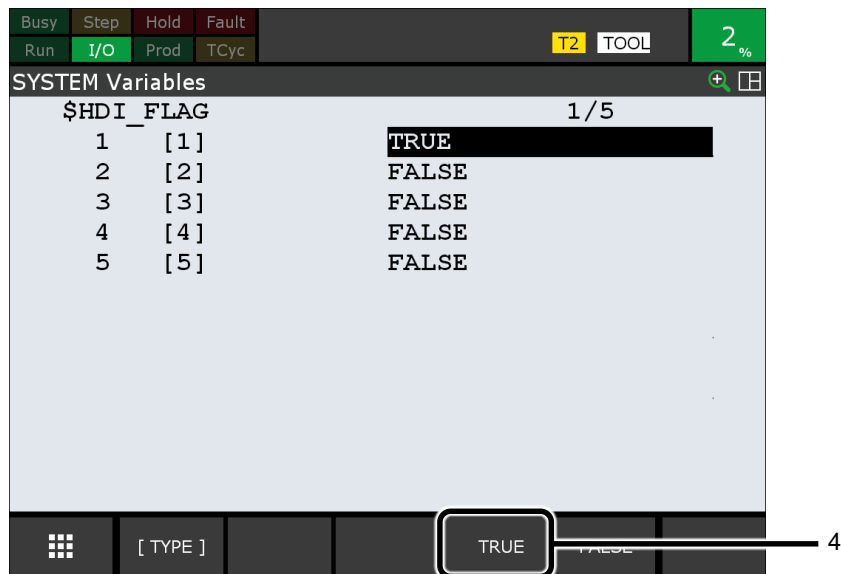 Busy Step Hold Fault
Run I/O Prod TCyc T2 TOOL 2 %
SYSTEM Variables
$HDI_FLAG 1/5
1 [1] TRUE
2 [2] FALSE
3 [3] FALSE
4 [4] FALSE
5 [5] FALSE
[ TYPE ] TRUE FALSE 4